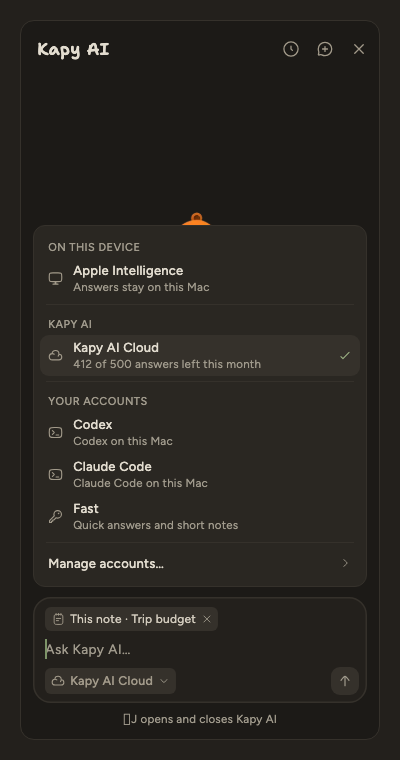 Kapy AI
ON THIS DEVICE
Apple Intelligence
Answers stay on this Mac
KAPY AI
Kapy AI Cloud
412 of 500 answers left this month
YOUR ACCOUNTS
Codex
Codex on this Mac
Claude Code
Claude Code on this Mac
Fast
Quick answers and short notes
Manage accounts...
This note · Trip budget
Ask Kapy AI...
Kapy AI Cloud
▯J opens and closes Kapy AI